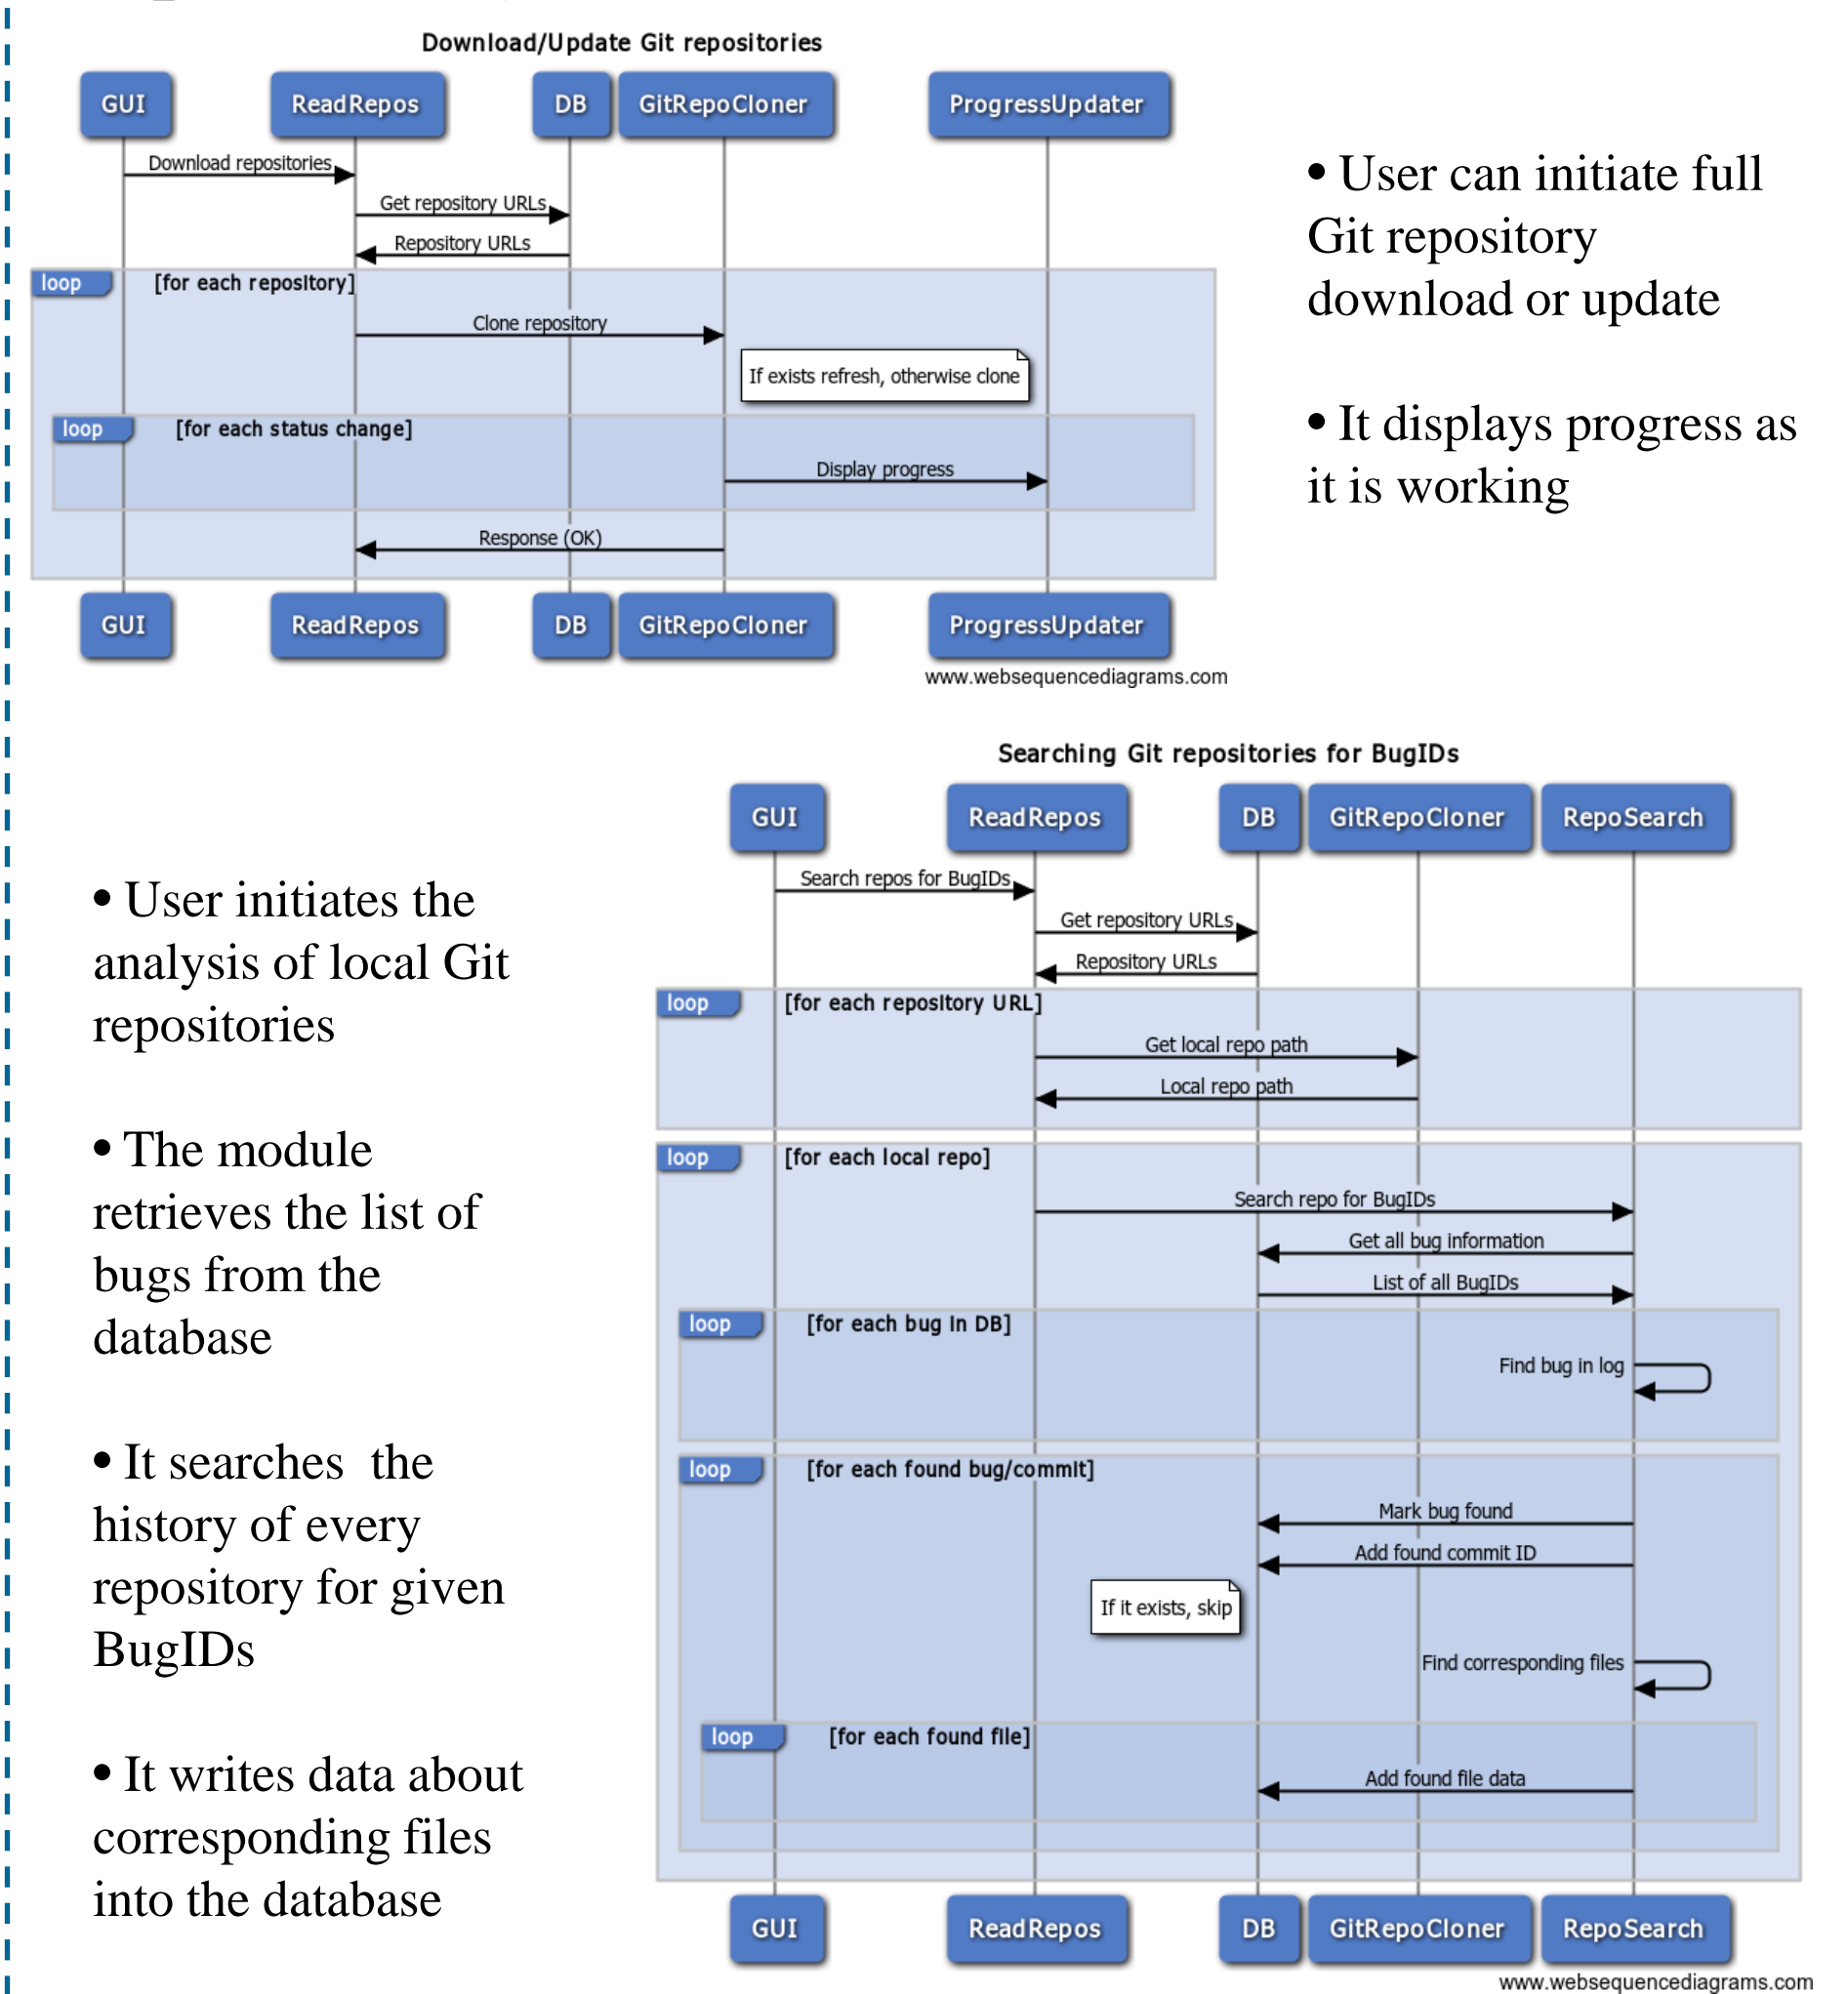 Download/Update Git repositories
GUI
ReadRepos
DB
GitRepoCloner
ProgressUpdater
Download repositories
Get repository URLs
Repository URLs
loop
[for each repository]
Clone repository
If exists refresh, otherwise clone
loop
[for each status change]
Display progress
Response (OK)
GUI
ReadRepos
DB
GitRepoCloner
ProgressUpdater
www.websequencediagrams.com
• User can initiate full
Git repository
download or update
• It displays progress as
it is working
Searching Git repositories for BugIDs
GUI
ReadRepos
DB
GitRepoCloner
RepoSearch
Search repos for BugIDs
Get repository URLs
Repository URLs
loop
[for each repository URL]
Get local repo path
Local repo path
loop
[for each local repo]
Search repo for BugIDs
Get all bug information
List of all BugIDs
loop
[for each bug in DB]
Find bug in log
loop
[for each found bug/commit]
Mark bug found
Add found commit ID
If it exists, skip
Find corresponding files
loop
[for each found file]
Add found file data
GUI
ReadRepos
DB
GitRepoCloner
RepoSearch
www.websequencediagrams.com
• User initiates the
analysis of local Git
repositories
• The module
retrieves the list of
bugs from the
database
• It searches  the
history of every
repository for given
BugIDs
• It writes data about
corresponding files
into the database